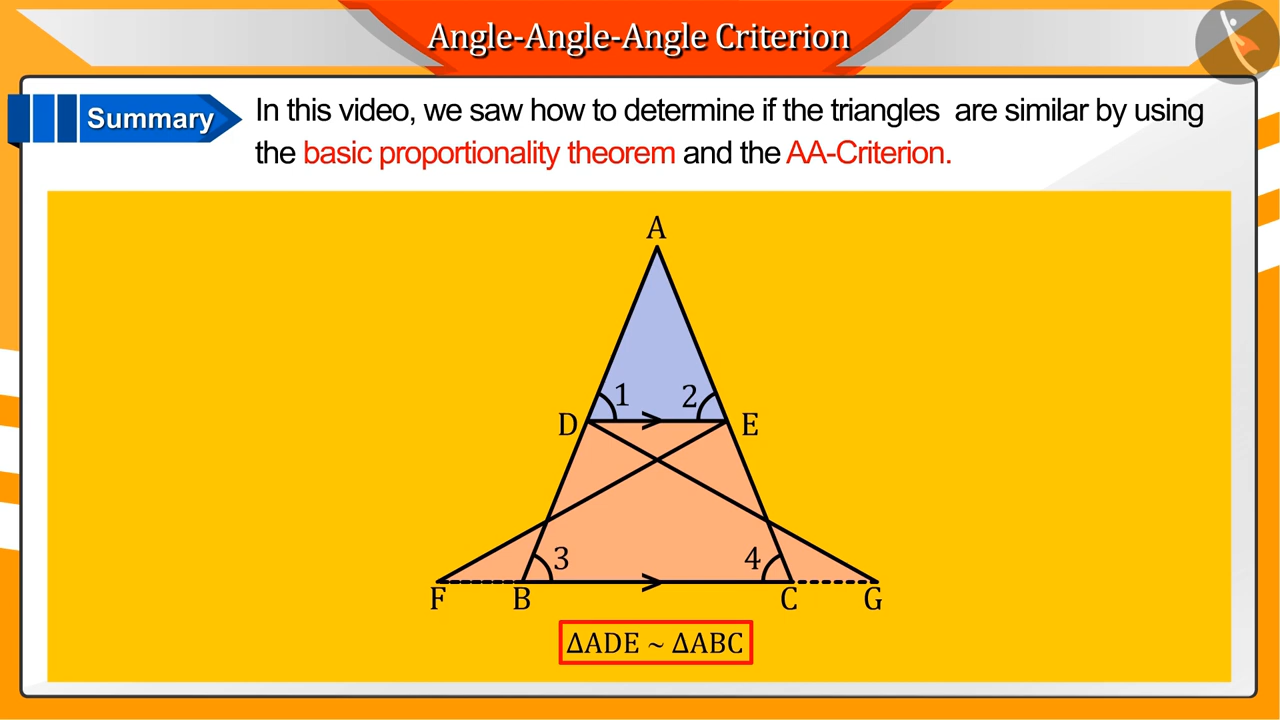 Angle-Angle-Angle Criterion
Summary
In this video, we saw how to determine if the triangles are similar by using
the basic proportionality theorem and the AA-Criterion.
A
1 2
D E
3 4
F B C G
ΔADE ~ ΔABC